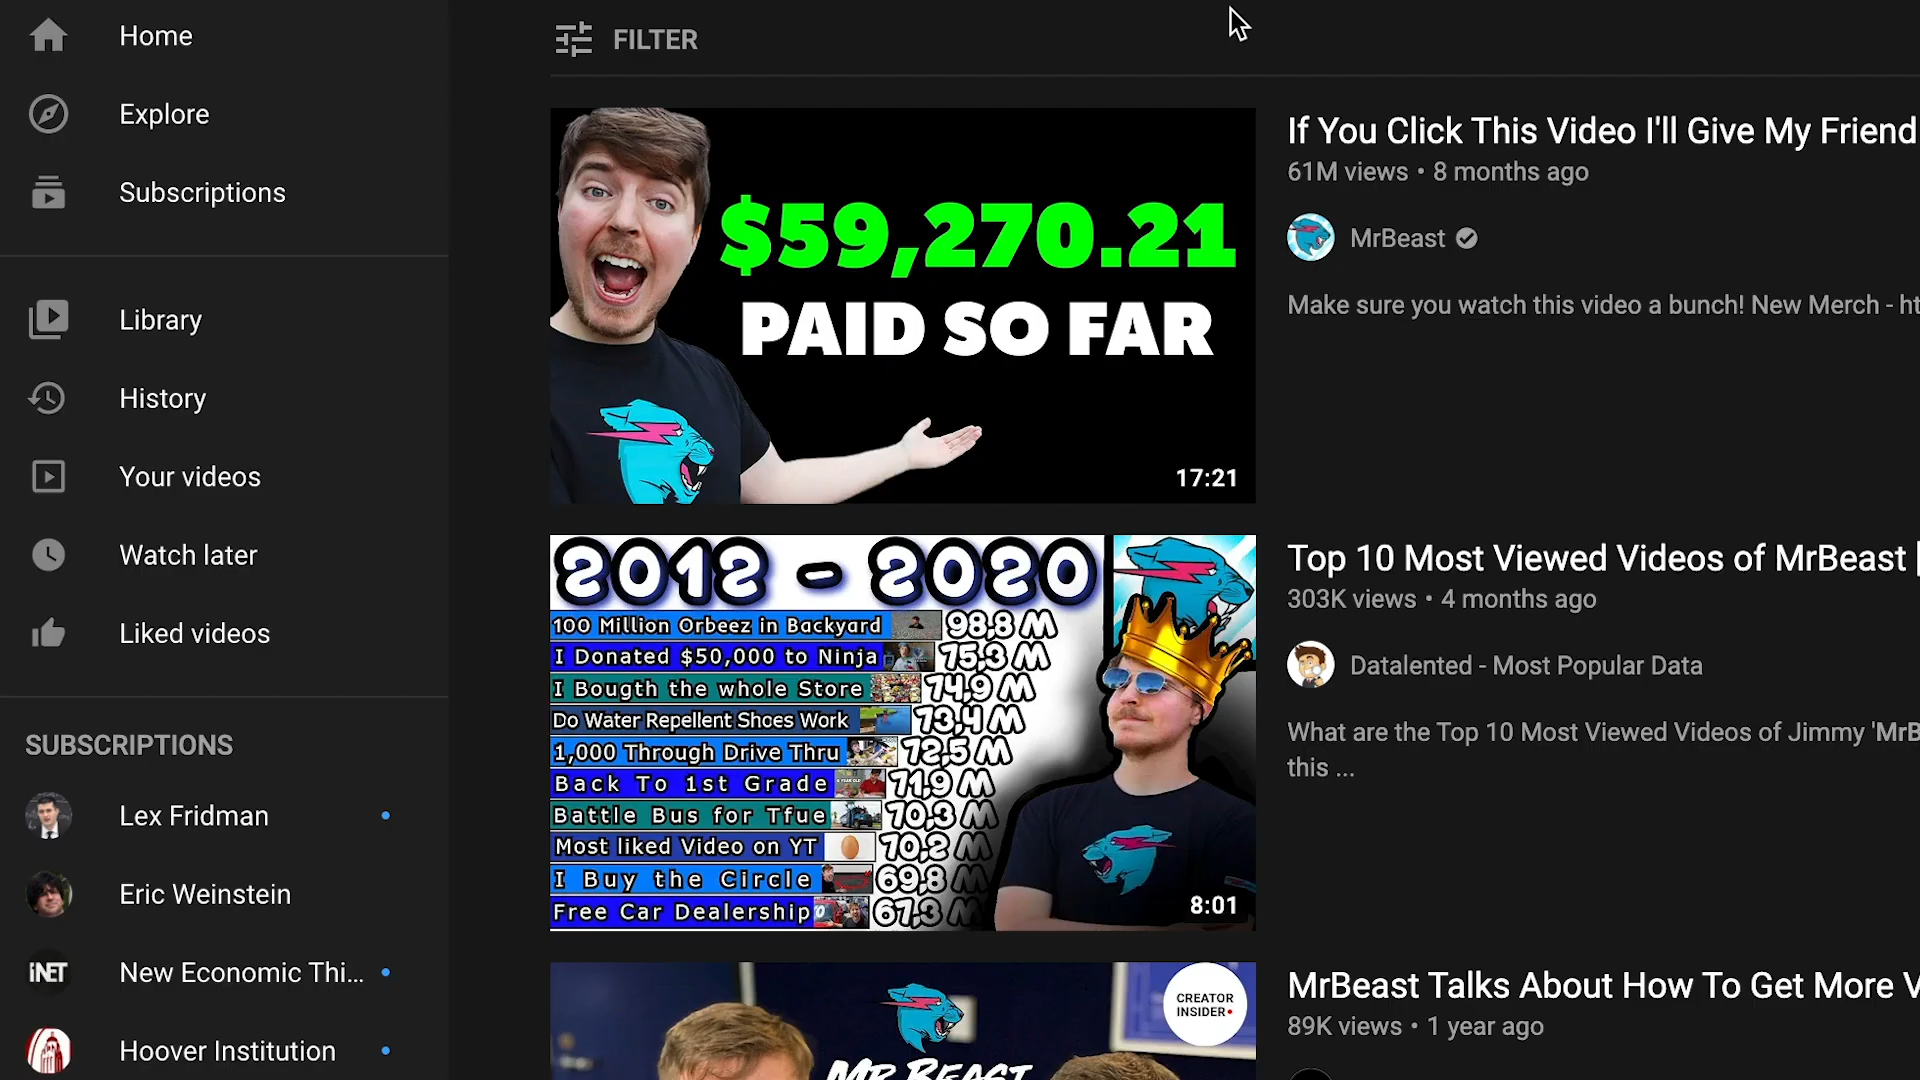 Home
Explore
Subscriptions
Library
History
Your videos
Watch later
Liked videos
SUBSCRIPTIONS
Lex Fridman
Eric Weinstein
iNET
New Economic Thi...
Hoover Institution
FILTER
$59,270.21
PAID SO FAR
17:21
If You Click This Video I'll Give My Friend
61M views • 8 months ago
MrBeast
Make sure you watch this video a bunch! New Merch - ht
2012 - 2020
100 Million Orbeez in Backyard 98,8 M
I Donated $50,000 to Ninja 75,3 M
I Bougth the whole Store 74,9 M
Do Water Repellent Shoes Work 73,4 M
1,000 Through Drive Thru 72,5 M
Back To 1st Grade 71,9 M
Battle Bus for Tfue 70,3 M
Most liked Video on YT 70,2 M
I Buy the Circle 69,8 M
Free Car Dealership 67,3 M
8:01
Top 10 Most Viewed Videos of MrBeast
303K views • 4 months ago
Datalented - Most Popular Data
What are the Top 10 Most Viewed Videos of Jimmy 'MrB
this ...
CREATOR
INSIDER
MR BEAST
MrBeast Talks About How To Get More V
89K views • 1 year ago